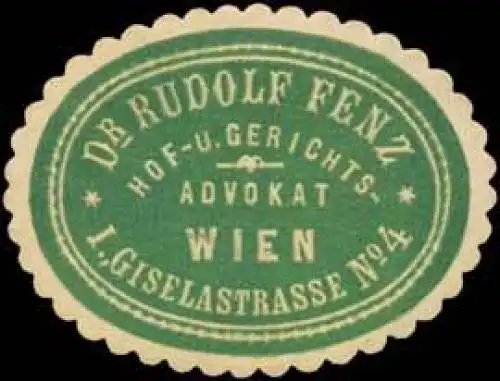 DR RUDOLF FENZ
HOF-U. GERICHTS-
ADVOKAT
WIEN
I., GISELASTRASSE No 4